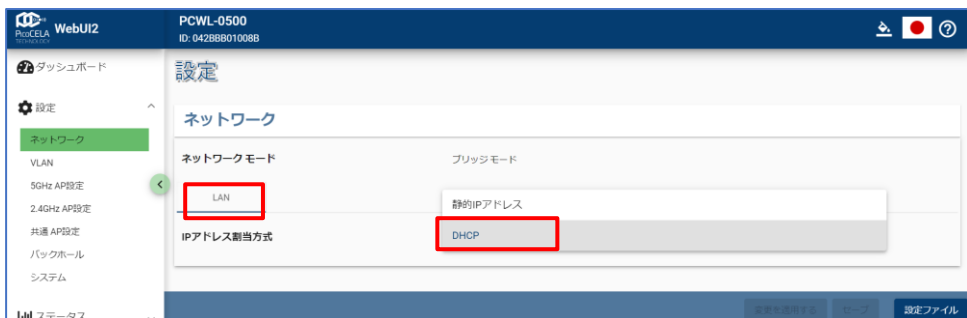 PicoCELA
TECHNOLOGY
WebUI2
PCWL-0500
ID: 042BBB01008B
ダッシュボード
設定
設定
ネットワーク
ネットワーク
VLAN
ネットワーク モード
ブリッジ モード
5GHz AP設定
LAN
静的IPアドレス
2.4GHz AP設定
共通 AP設定
IPアドレス割当方式
DHCP
バックホール
システム
ステータス
変更を適用する
セーブ
設定ファイル